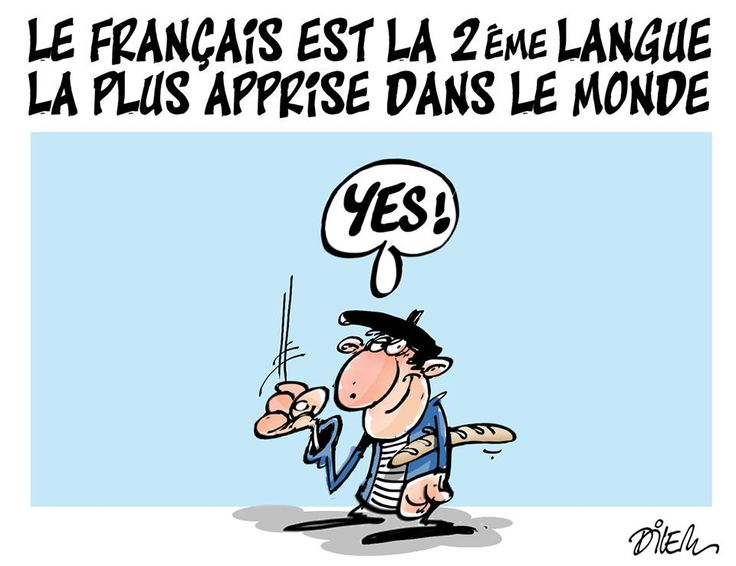 LE FRANÇAIS EST LA 2ÈME LANGUE
LA PLUS APPRISE DANS LE MONDE
YES!
DILEM